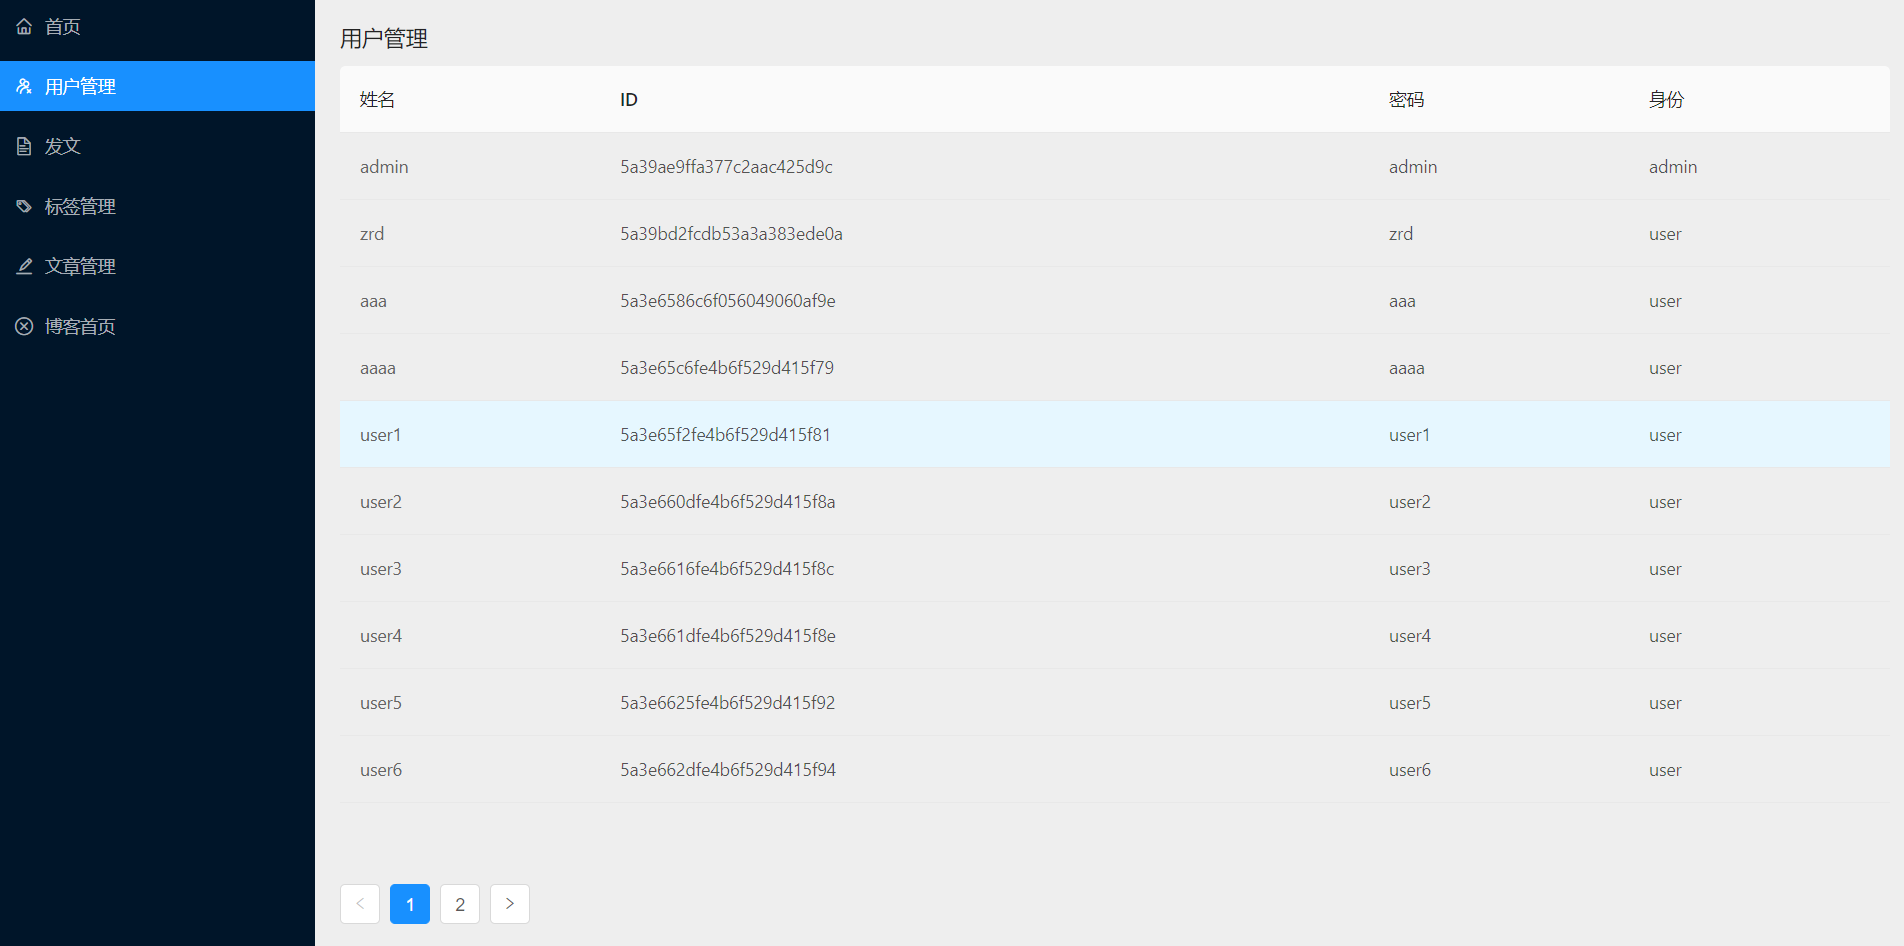 首页
用户管理
发文
标签管理
文章管理
博客首页
用户管理
姓名 ID 密码 身份
admin 5a39ae9ffa377c2aac425d9c admin admin
zrd 5a39bd2fcdb53a3a383ede0a zrd user
aaa 5a3e6586c6f056049060af9e aaa user
aaaa 5a3e65c6fe4b6f529d415f79 aaaa user
user1 5a3e65f2fe4b6f529d415f81 user1 user
user2 5a3e660dfe4b6f529d415f8a user2 user
user3 5a3e6616fe4b6f529d415f8c user3 user
user4 5a3e661dfe4b6f529d415f8e user4 user
user5 5a3e6625fe4b6f529d415f92 user5 user
user6 5a3e662dfe4b6f529d415f94 user6 user
1 2